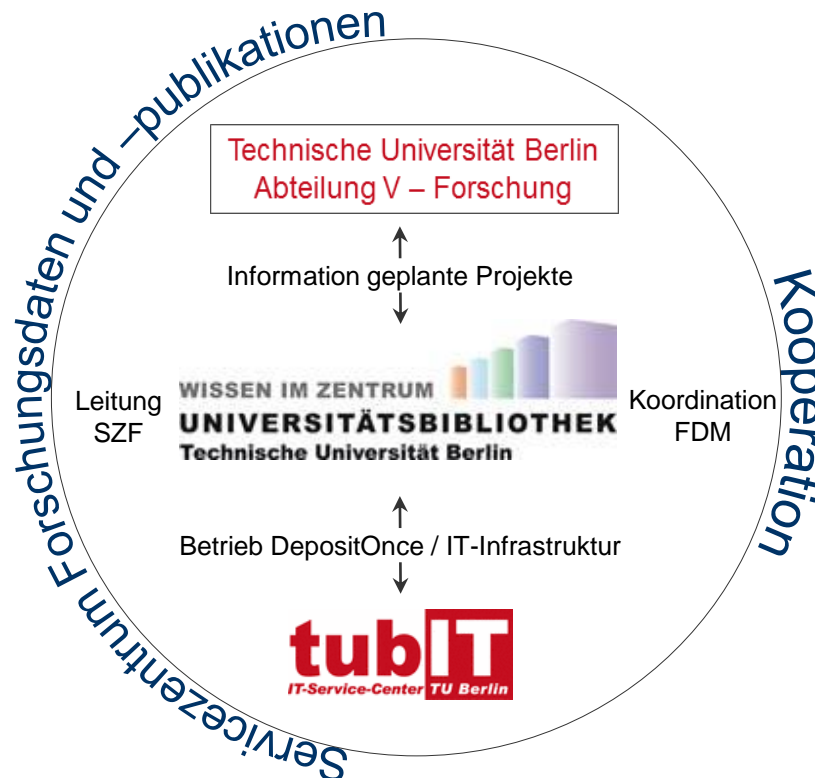 Servicezentrum Forschungsdaten und –publikationen
Kooperation
Technische Universität Berlin
Abteilung V – Forschung
Information geplante Projekte
Leitung
SZF
WISSEN IM ZENTRUM
UNIVERSITÄTSBIBLIOTHEK
Technische Universität Berlin
Koordination
FDM
Betrieb DepositOnce / IT-Infrastruktur
tubIT
IT-Service-Center TU Berlin